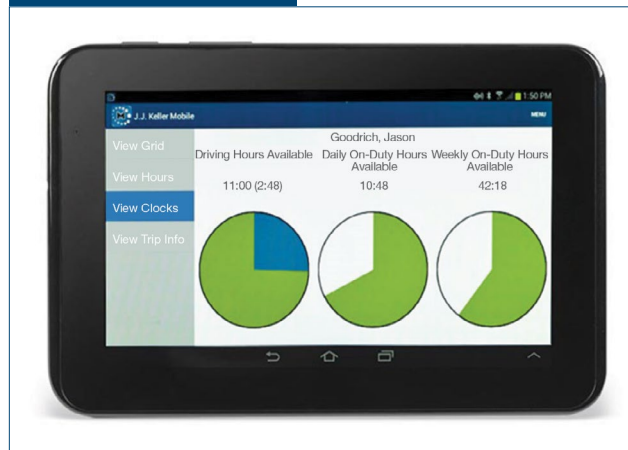 1:50 PM
J.J. Keller Mobile
MENU
Goodrich, Jason
View Grid
View Hours
View Clocks
View Trip Info
Driving Hours Available
11:00 (2:48)
Daily On-Duty Hours
Available
10:48
Weekly On-Duty Hours
Available
42:18